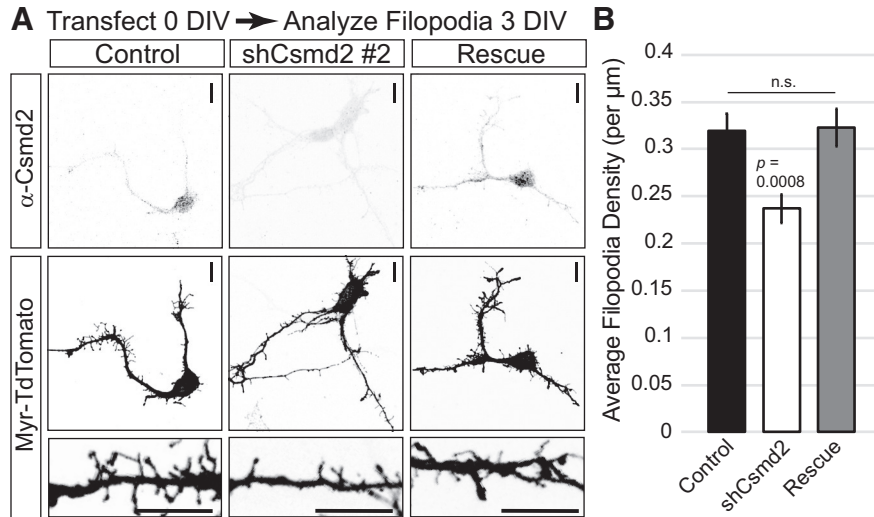 A Transfect 0 DIV → Analyze Filopodia 3 DIV
Control
shCsmd2 #2
Rescue
α-Csmd2
Myr-TdTomato
B
Average Filopodia Density (per μm)
0.4
0.35
0.3
0.25
0.2
0.15
0.1
0.05
0
n.s.
p =
0.0008
Control
shCsmd2
Rescue